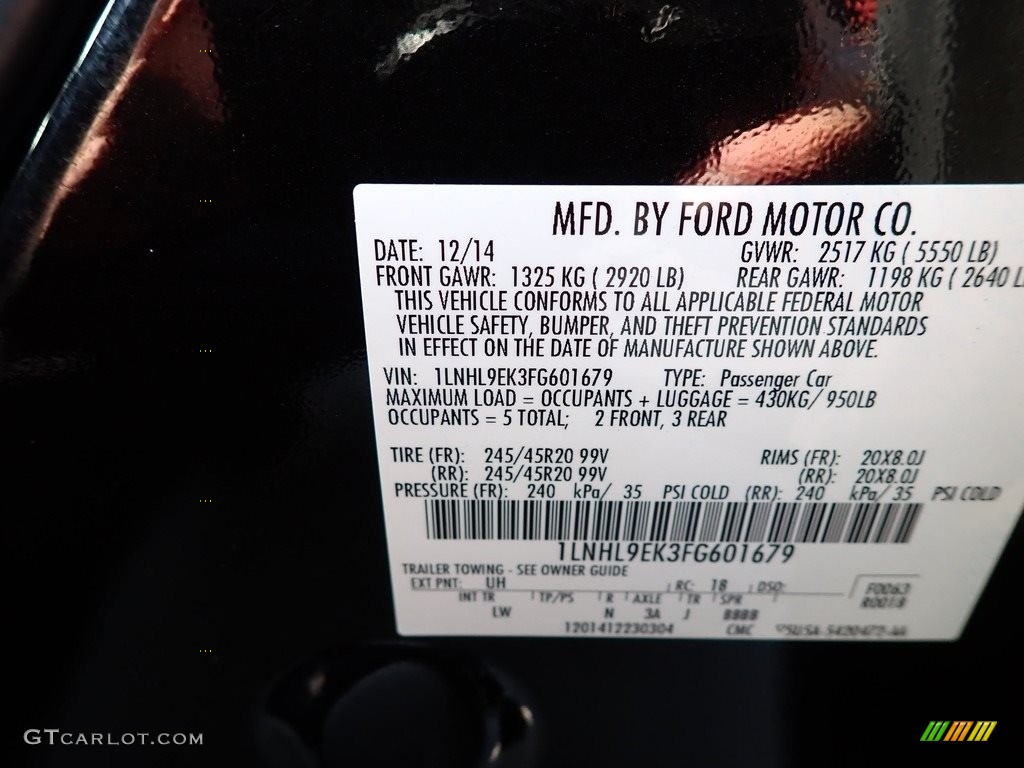 MFD. BY FORD MOTOR CO.
DATE: 12/14 GVWR: 2517 KG ( 5550 LB)
FRONT GAWR: 1325 KG ( 2920 LB) REAR GAWR: 1198 KG ( 2640 L
THIS VEHICLE CONFORMS TO ALL APPLICABLE FEDERAL MOTOR
VEHICLE SAFETY, BUMPER, AND THEFT PREVENTION STANDARDS
IN EFFECT ON THE DATE OF MANUFACTURE SHOWN ABOVE.
VIN: 1LNHL9EK3FG601679 TYPE: Passenger Car
MAXIMUM LOAD = OCCUPANTS + LUGGAGE = 430KG/ 950LB
OCCUPANTS = 5 TOTAL; 2 FRONT, 3 REAR
TIRE (FR): 245/45R20 99V RIMS (FR): 20X8.0J
(RR): 245/45R20 99V (RR): 20X8.0J
PRESSURE (FR): 240 kPa/ 35 PSI COLD (RR): 240 kPa/ 35 PSI COLD
1LNHL9EK3FG601679
TRAILER TOWING - SEE OWNER GUIDE
EXT PNT: UH RC: 18 DSO: F0063
R0018
INT TR TP/PS R AXLE TR SPR
LW N 3A J BBBB
1201412230304 CMC
GTCARLOT.COM